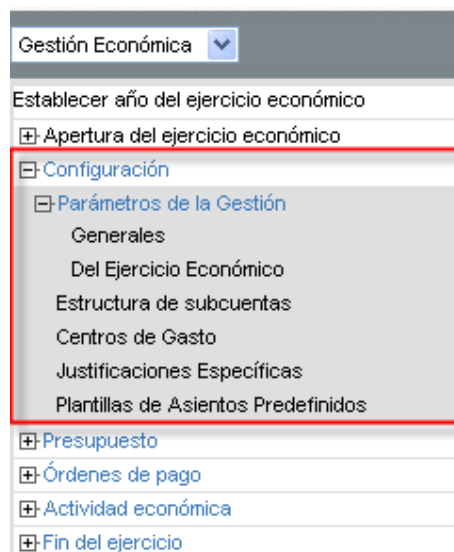 Gestión Económica
Establecer año del ejercicio económico
Apertura del ejercicio económico
Configuración
Parámetros de la Gestión
Generales
Del Ejercicio Económico
Estructura de subcuentas
Centros de Gasto
Justificaciones Específicas
Plantillas de Asientos Predefinidos
Presupuesto
Órdenes de pago
Actividad económica
Fin del ejercicio